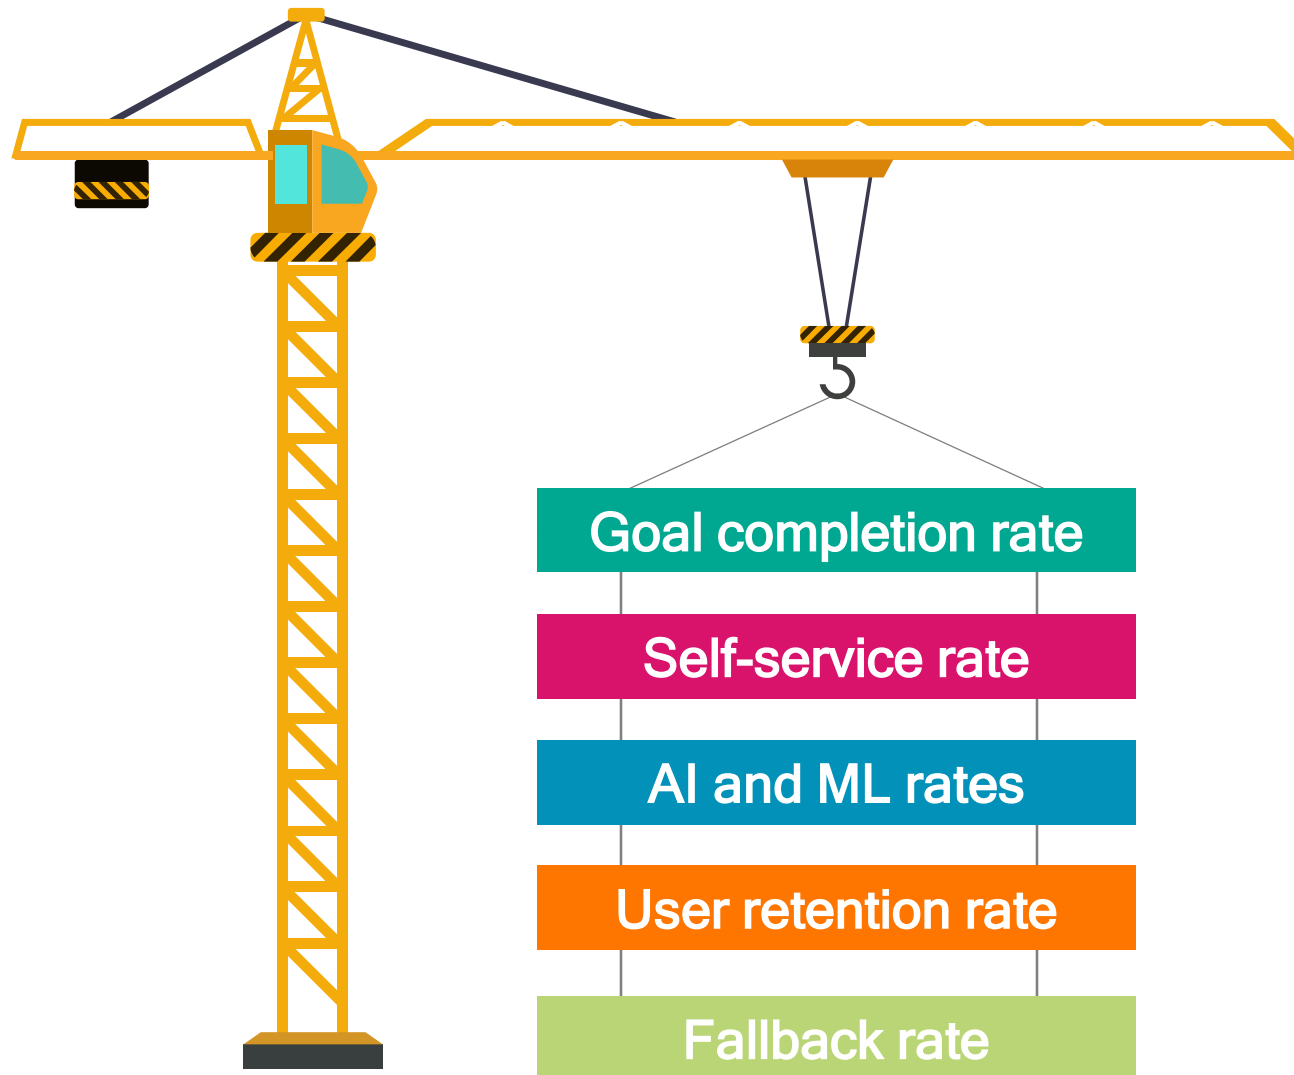 Goal completion rate
Self-service rate
AI and ML rates
User retention rate
Fallback rate